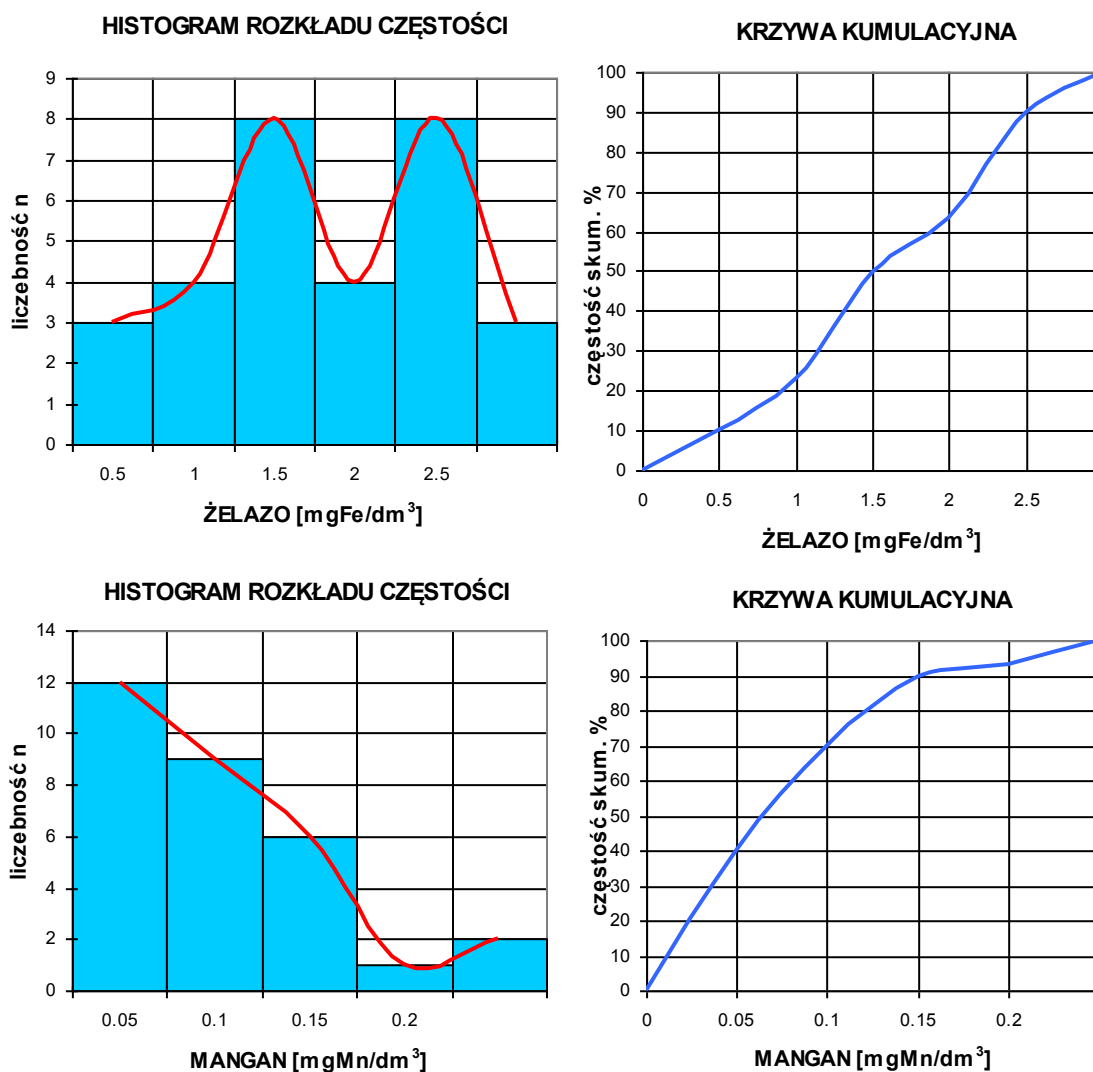 HISTOGRAM ROZKŁADU CZĘSTOŚCI
9
8
7
6
5
4
3
2
1
0
liczebność n
0.5 1 1.5 2 2.5
ŻELAZO [mgFe/dm³]
KRZYWA KUMULACYJNA
100
90
80
70
60
50
40
30
20
10
0
częstość skum. %
0 0.5 1 1.5 2 2.5
ŻELAZO [mgFe/dm³]
HISTOGRAM ROZKŁADU CZĘSTOŚCI
14
12
10
8
6
4
2
0
liczebność n
0.05 0.1 0.15 0.2
MANGAN [mgMn/dm³]
KRZYWA KUMULACYJNA
100
90
80
70
60
50
40
30
20
10
0
częstość skum. %
0 0.05 0.1 0.15 0.2
MANGAN [mgMn/dm³]